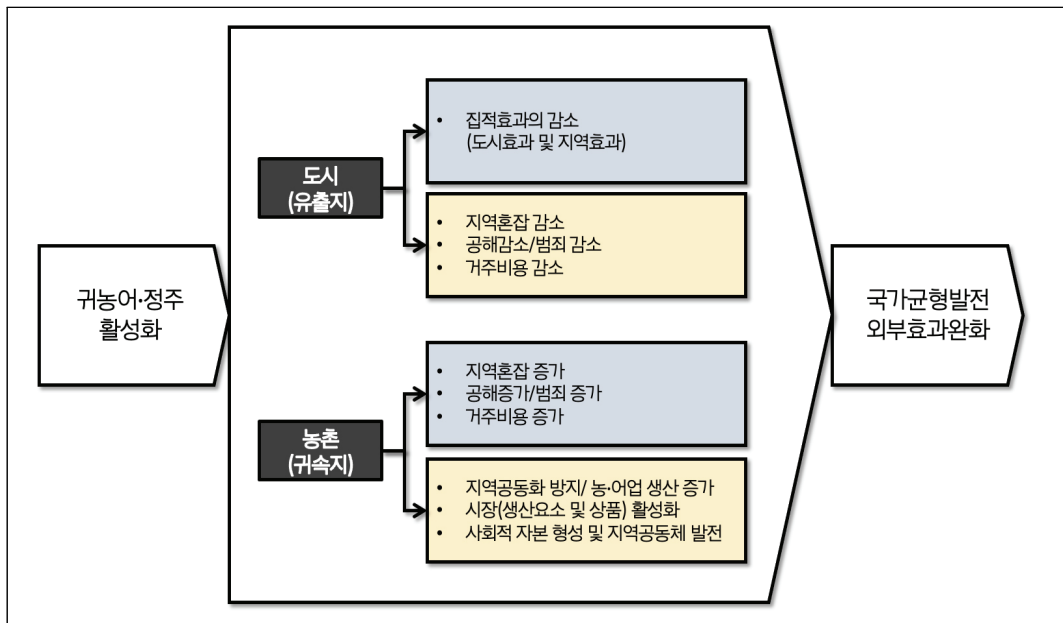 귀농어·정주
활성화
도시
(유출지)
• 집적효과의 감소
(도시효과 및 지역효과)
• 지역혼잡 감소
• 공해감소/범죄 감소
• 거주비용 감소
농촌
(귀속지)
• 지역혼잡 증가
• 공해증가/범죄 증가
• 거주비용 증가
• 지역공동화 방지/ 농·어업 생산 증가
• 시장(생산요소 및 상품) 활성화
• 사회적 자본 형성 및 지역공동체 발전
국가균형발전
외부효과완화